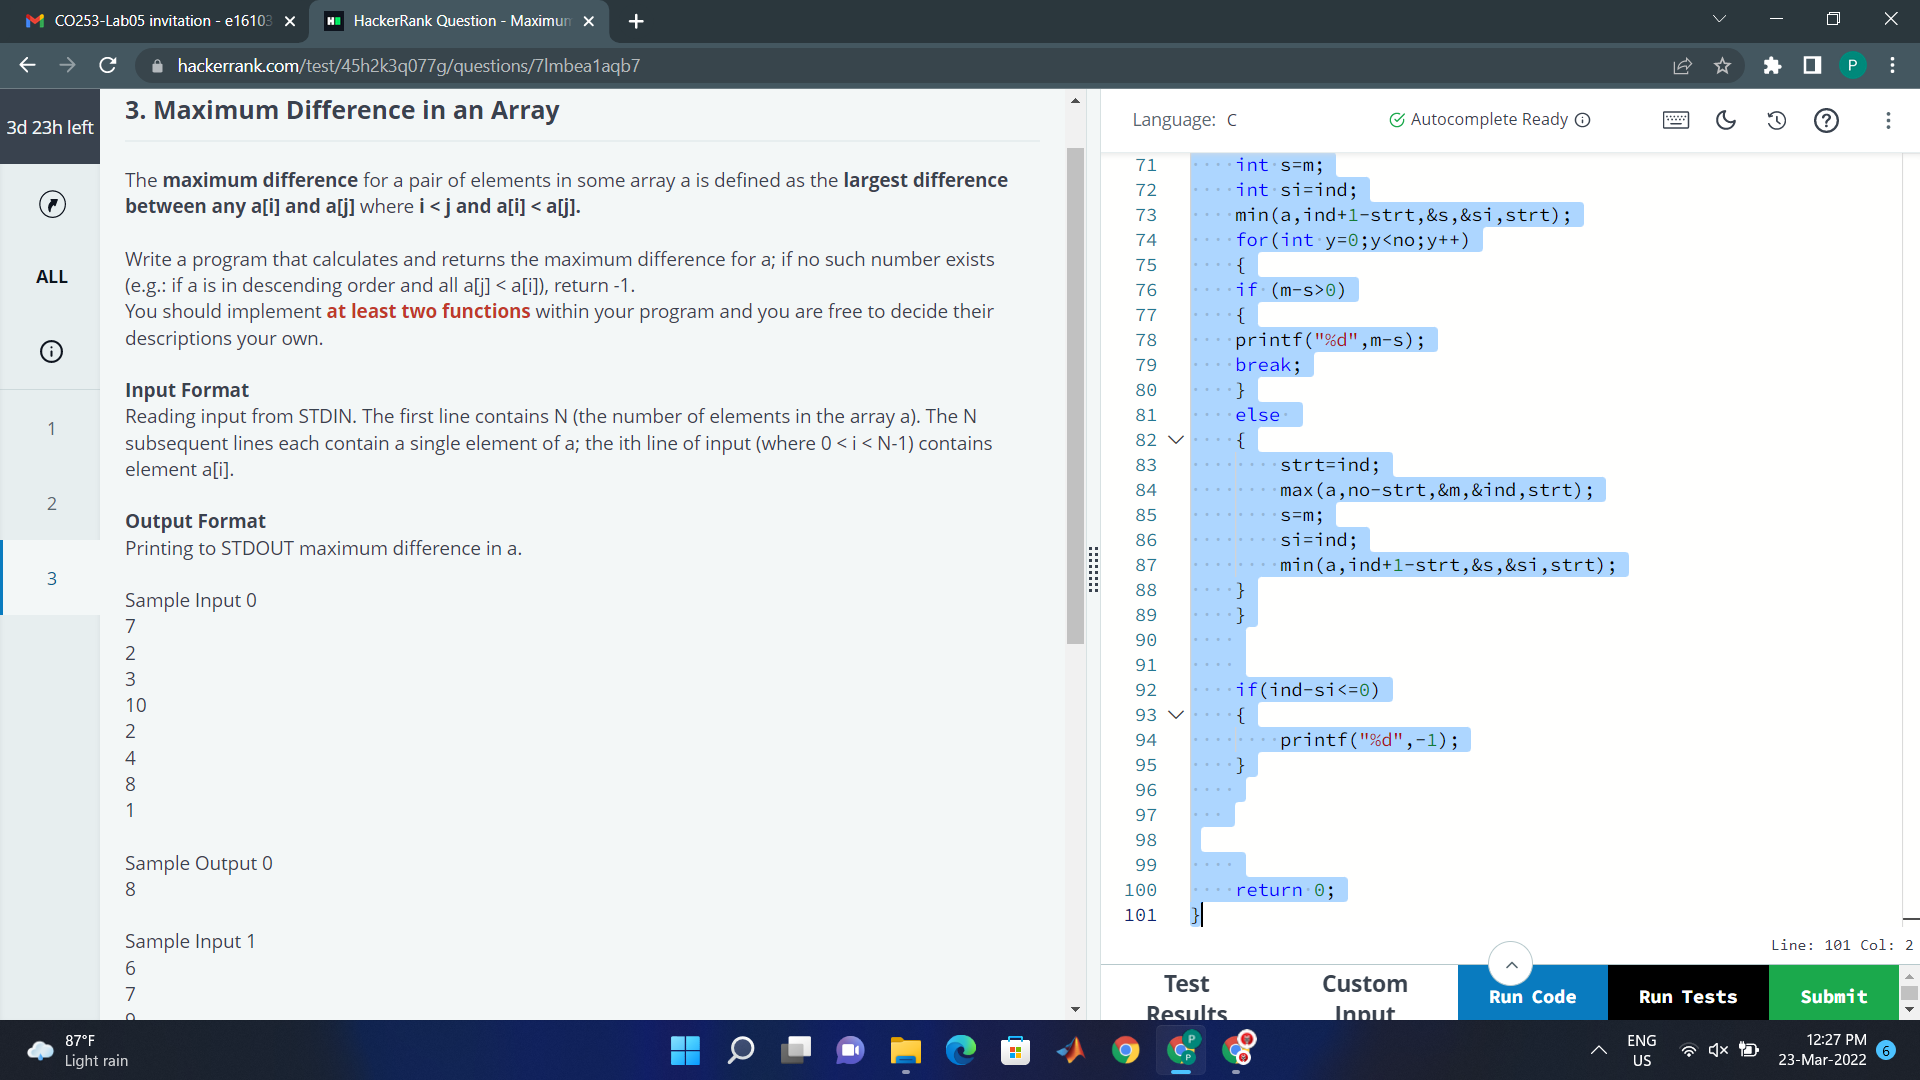 CO253-Lab05 invitation - e16103
HackerRank Question - Maximum
hackerrank.com/test/45h2k3q077g/questions/7lmbea1aqb7
P
3d 23h left
ALL
1
2
3
3. Maximum Difference in an Array
The maximum difference for a pair of elements in some array a is defined as the largest difference
between any a[i] and a[j] where i < j and a[i] < a[j].
Write a program that calculates and returns the maximum difference for a; if no such number exists
(e.g.: if a is in descending order and all a[j] < a[i]), return -1.
You should implement at least two functions within your program and you are free to decide their
descriptions your own.
Input Format
Reading input from STDIN. The first line contains N (the number of elements in the array a). The N
subsequent lines each contain a single element of a; the ith line of input (where 0 < i < N-1) contains
element a[i].
Output Format
Printing to STDOUT maximum difference in a.
Sample Input 0
7
2
3
10
2
4
8
1
Sample Output 0
8
Sample Input 1
6
7
9
Language: C
Autocomplete Ready
71 int s=m;
72 int si=ind;
73 min(a,ind+1-strt,&s,&si,strt);
74 for(int y=0;y<no;y++)
75 {
76 if (m-s>0)
77 {
78 printf("%d",m-s);
79 break;
80 }
81 else
82 {
83 strt=ind;
84 max(a,no-strt,&m,&ind,strt);
85 s=m;
86 si=ind;
87 min(a,ind+1-strt,&s,&si,strt);
88 }
89 }
90
91
92 if(ind-si<=0)
93 {
94 printf("%d",-1);
95 }
96
97
98
99
100 return 0;
101 }
Line: 101 Col: 2
Test
Results
Custom
Input
Run Code
Run Tests
Submit
87°F
Light rain
ENG
US
12:27 PM
23-Mar-2022
6